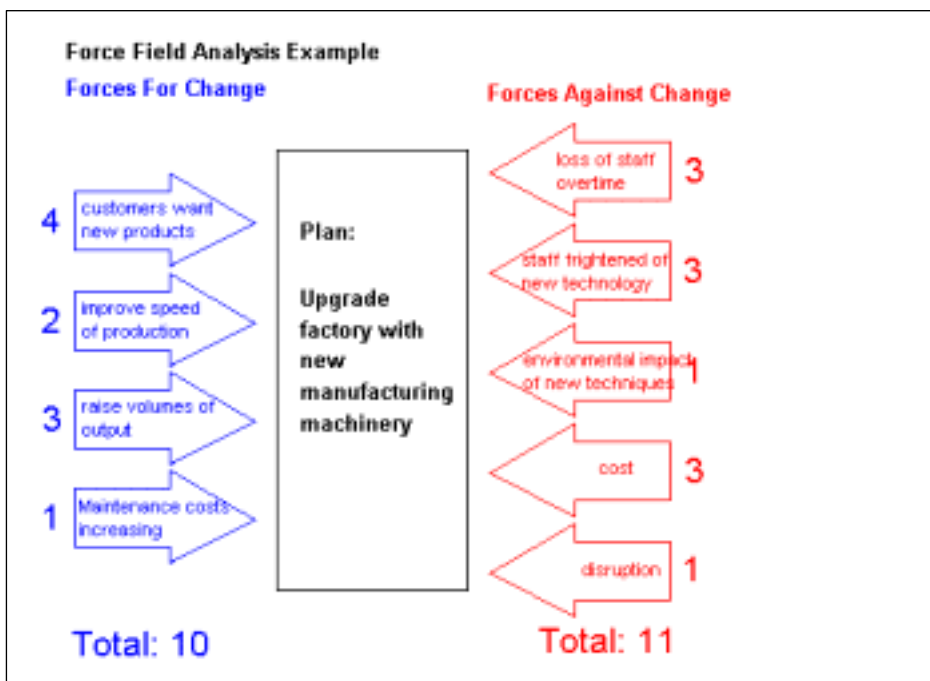 Force Field Analysis Example
Forces For Change
4
customers want
new products
2
improve speed
of production
3
raise volumes of
output
1
Maintenance costs
increasing
Total: 10
Plan:
Upgrade
factory with
new
manufacturing
machinery
Forces Against Change
loss of staff
overtime
3
staff frightened of
new technology
3
environmental impact
of new techniques
1
cost
3
disruption
1
Total: 11